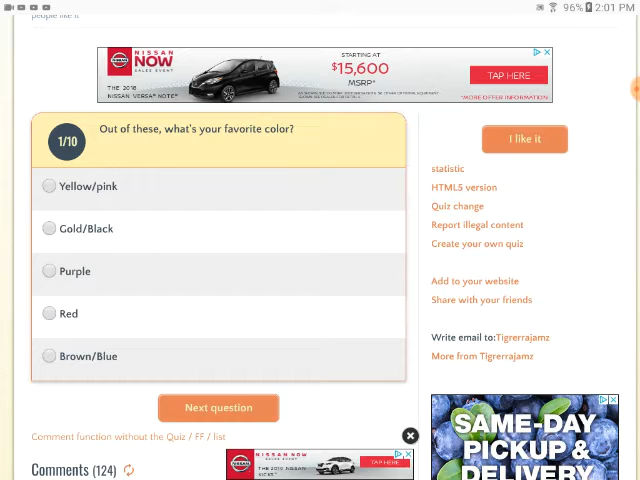 96% 2:01 PM
people like it
NISSAN
NOW
SALES EVENT
THE 2018
NISSAN VERSA® NOTE®
STARTING AT
$15,600
MSRP*
TAP HERE
*MORE OFFER INFORMATION
1/10
Out of these, what's your favorite color?
Yellow/pink
Gold/Black
Purple
Red
Brown/Blue
Next question
Comment function without the Quiz / FF / list
Comments (124)
I like it
statistic
HTML5 version
Quiz change
Report illegal content
Create your own quiz
Add to your website
Share with your friends
Write email to:Tigrerrajamz
More from Tigrerrajamz
SAME-DAY
PICKUP &
DELIVERY
NISSAN NOW
TAP HERE